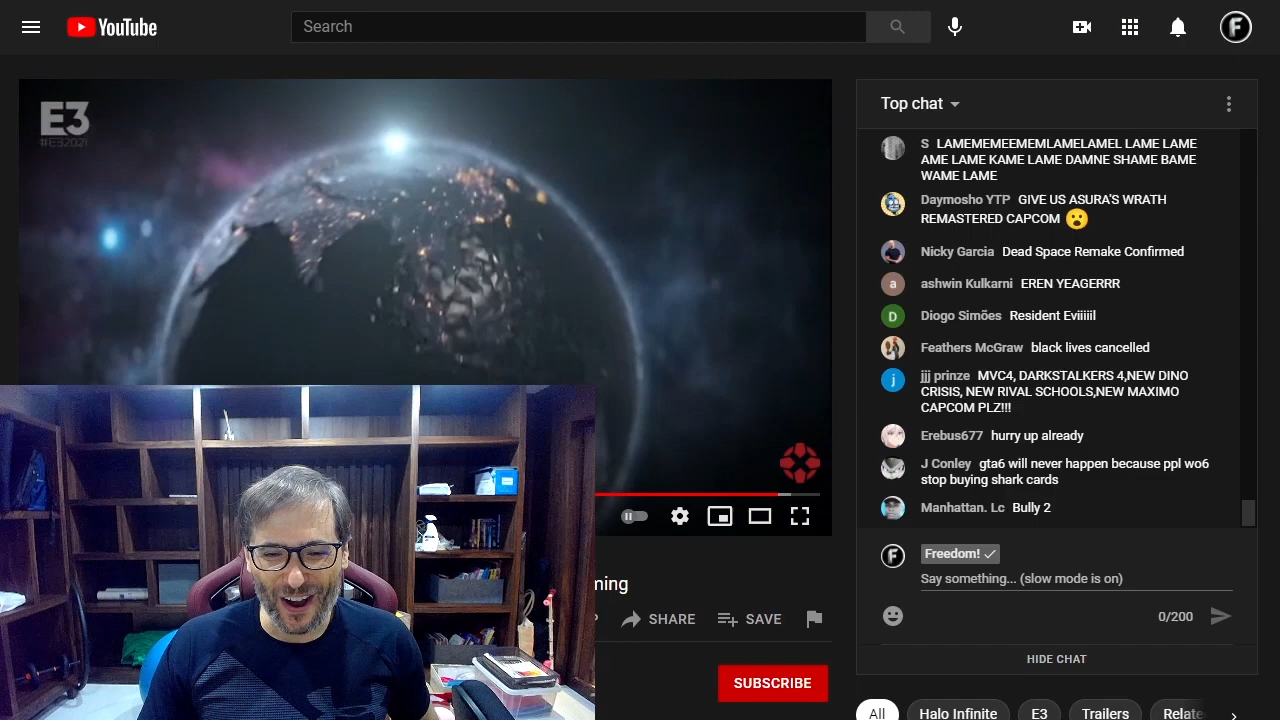 YouTube
Search
F
E3
#E32021
Top chat
S LAMEMEMEEMEMLAMELAMEL LAME LAME
AME LAME KAME LAME DAMNE SHAME BAME
WAME LAME
Daymosho YTP GIVE US ASURA'S WRATH
REMASTERED CAPCOM 😮
Nicky Garcia Dead Space Remake Confirmed
a ashwin Kulkarni EREN YEAGERRR
D Diogo Simões Resident Eviiiiil
Feathers McGraw black lives cancelled
j jjj prinze MVC4, DARKSTALKERS 4,NEW DINO
CRISIS, NEW RIVAL SCHOOLS,NEW MAXIMO
CAPCOM PLZ!!!
Erebus677 hurry up already
J Conley gta6 will never happen because ppl wo6
stop buying shark cards
Manhattan. Lc Bully 2
F Freedom!
Say something... (slow mode is on)
0/200
HIDE CHAT
ning
SHARE SAVE
SUBSCRIBE
All Halo Infinite E3 Trailers Relate